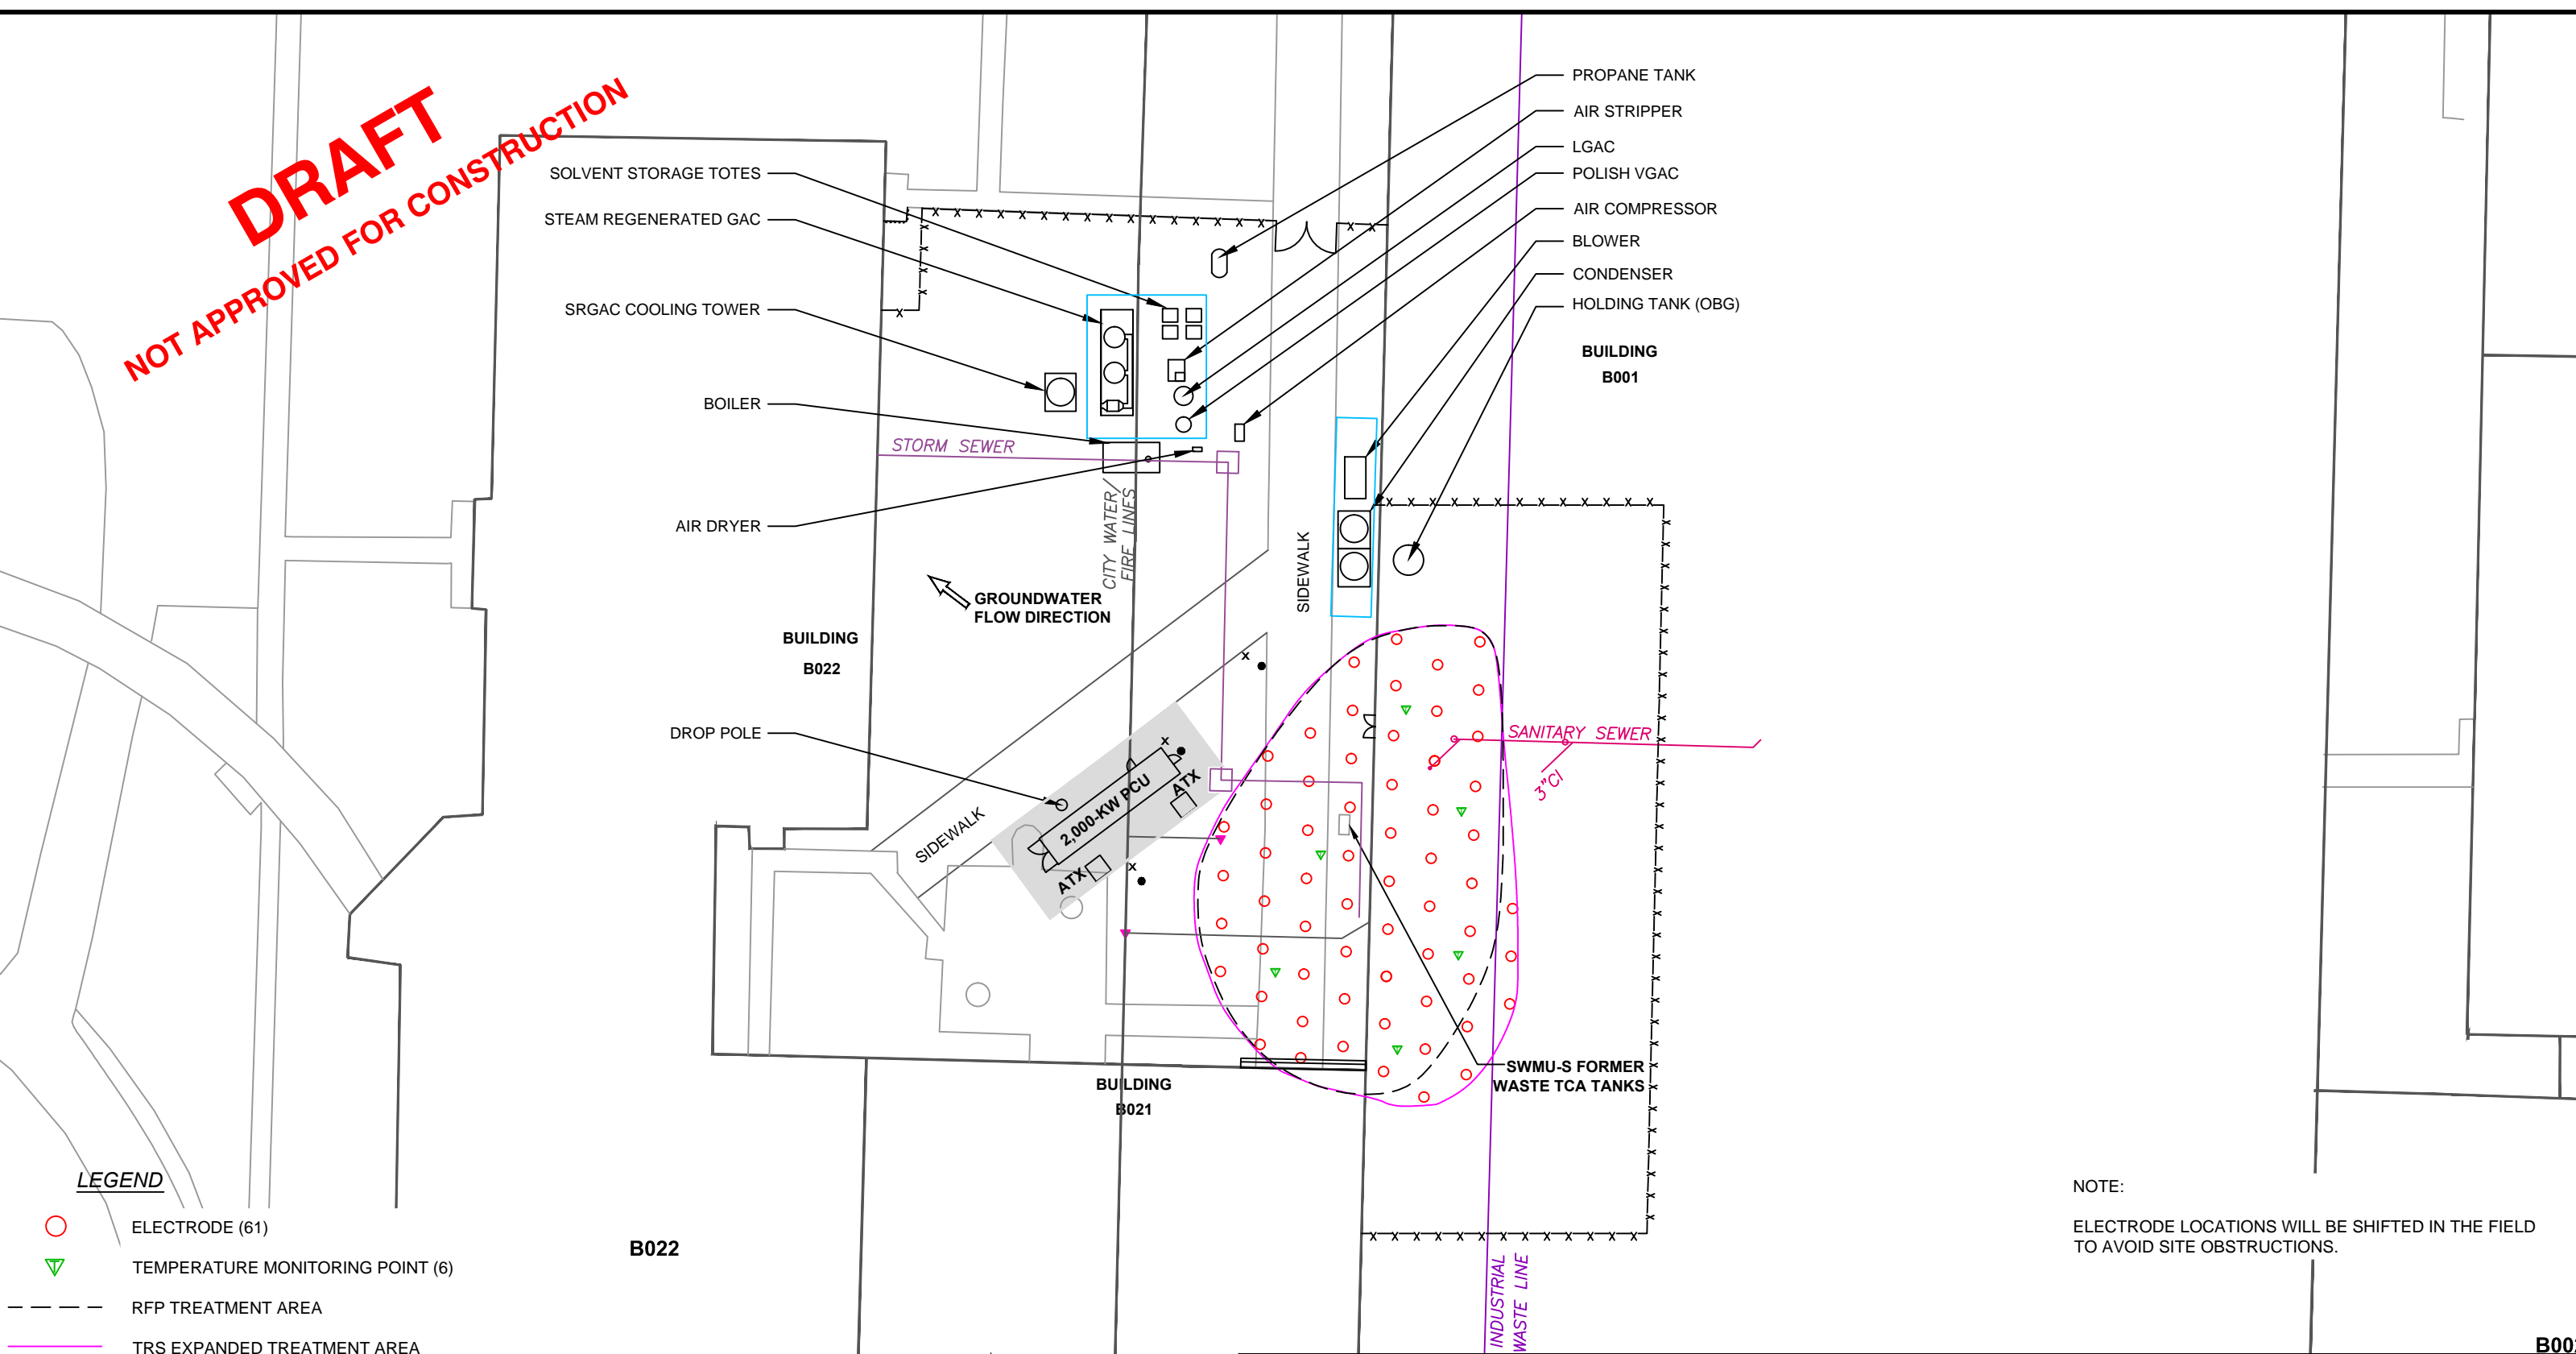 DRAFT
NOT APPROVED FOR CONSTRUCTION
SOLVENT STORAGE TOTES
STEAM REGENERATED GAC
SRGAC COOLING TOWER
BOILER
STORM SEWER
AIR DRYER
CITY WATER/
FIRE LINES
GROUNDWATER
FLOW DIRECTION
BUILDING
B022
DROP POLE
SIDEWALK
2,000-KW PCU
ATX
ATX
PROPANE TANK
AIR STRIPPER
LGAC
POLISH VGAC
AIR COMPRESSOR
BLOWER
CONDENSER
HOLDING TANK (OBG)
BUILDING
B001
SIDEWALK
SANITARY SEWER
3"CI
SWMU-S FORMER
WASTE TCA TANKS
BUILDING
B021
INDUSTRIAL
WASTE LINE
LEGEND
ELECTRODE (61)
TEMPERATURE MONITORING POINT (6)
RFP TREATMENT AREA
TRS EXPANDED TREATMENT AREA
B022
NOTE:
ELECTRODE LOCATIONS WILL BE SHIFTED IN THE FIELD
TO AVOID SITE OBSTRUCTIONS.